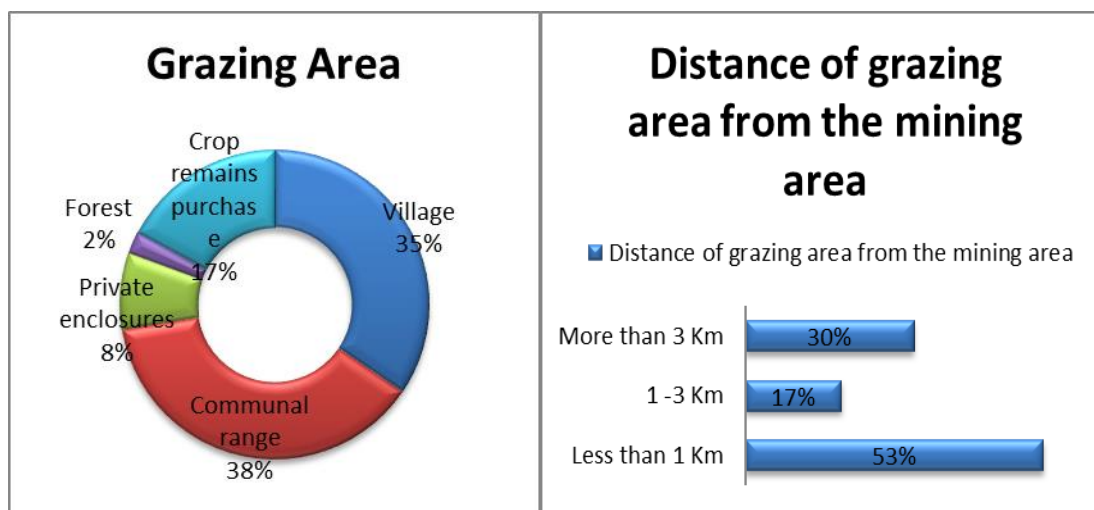 Grazing Area
Crop
remains
purchas
e
17%
Forest
2%
Private
enclosures
8%
Village
35%
Communal
range
38%
Distance of grazing
area from the mining
area
Distance of grazing area from the mining area
More than 3 Km
30%
1 -3 Km
17%
Less than 1 Km
53%